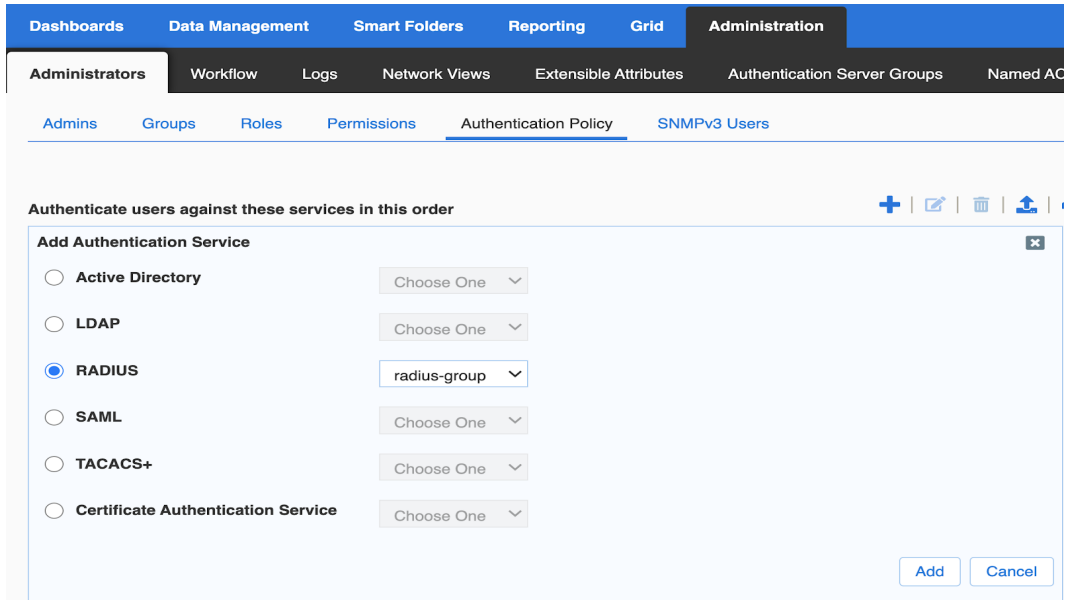 Dashboards Data Management Smart Folders Reporting Grid Administration
Administrators Workflow Logs Network Views Extensible Attributes Authentication Server Groups Named AC
Admins Groups Roles Permissions Authentication Policy SNMPv3 Users
Authenticate users against these services in this order
Add Authentication Service
Active Directory Choose One
LDAP Choose One
RADIUS radius-group
SAML Choose One
TACACS+ Choose One
Certificate Authentication Service Choose One
Add Cancel